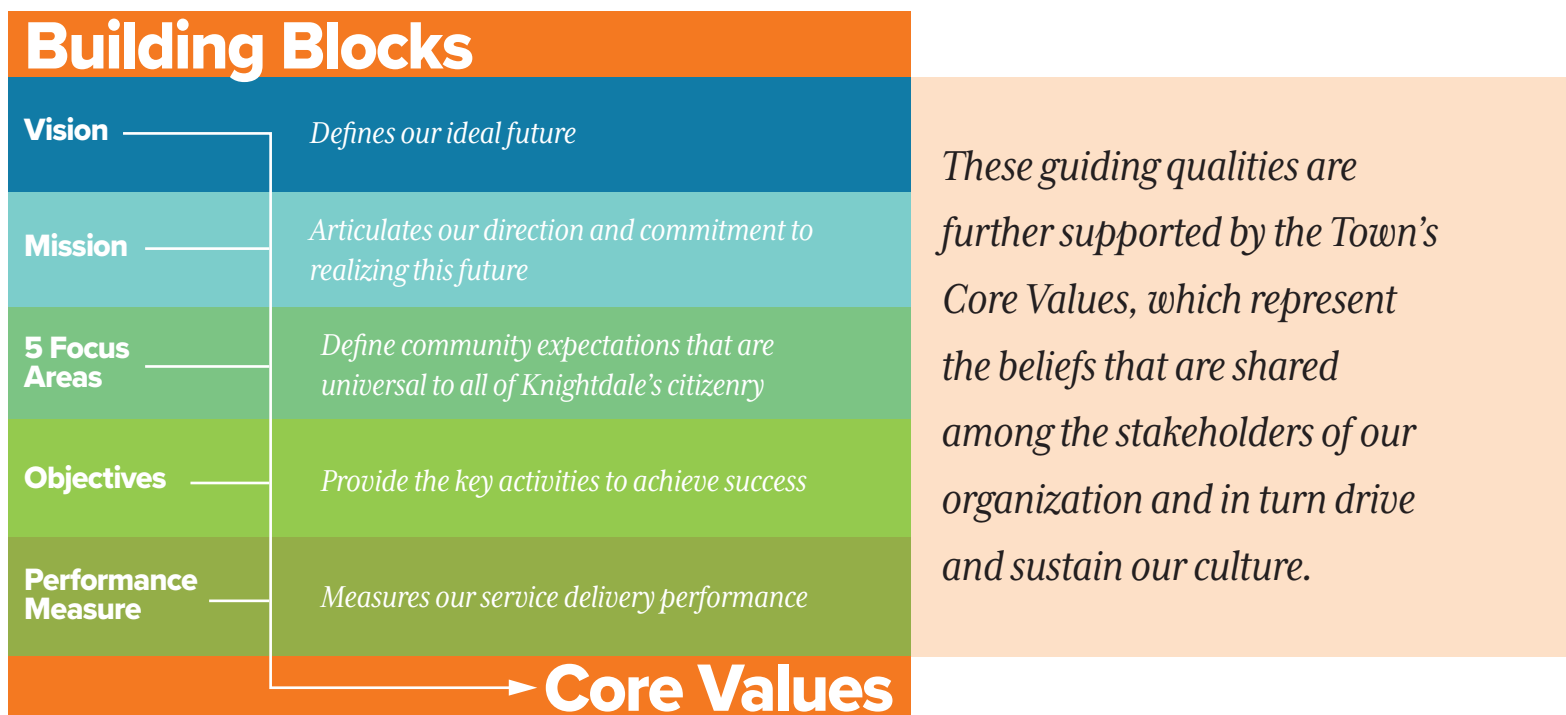 Building Blocks
Vision
Defines our ideal future
Mission
Articulates our direction and commitment to
realizing this future
5 Focus
Areas
Define community expectations that are
universal to all of Knightdale's citizenry
Objectives
Provide the key activities to achieve success
Performance
Measure
Measures our service delivery performance
Core Values
These guiding qualities are
further supported by the Town's
Core Values, which represent
the beliefs that are shared
among the stakeholders of our
organization and in turn drive
and sustain our culture.